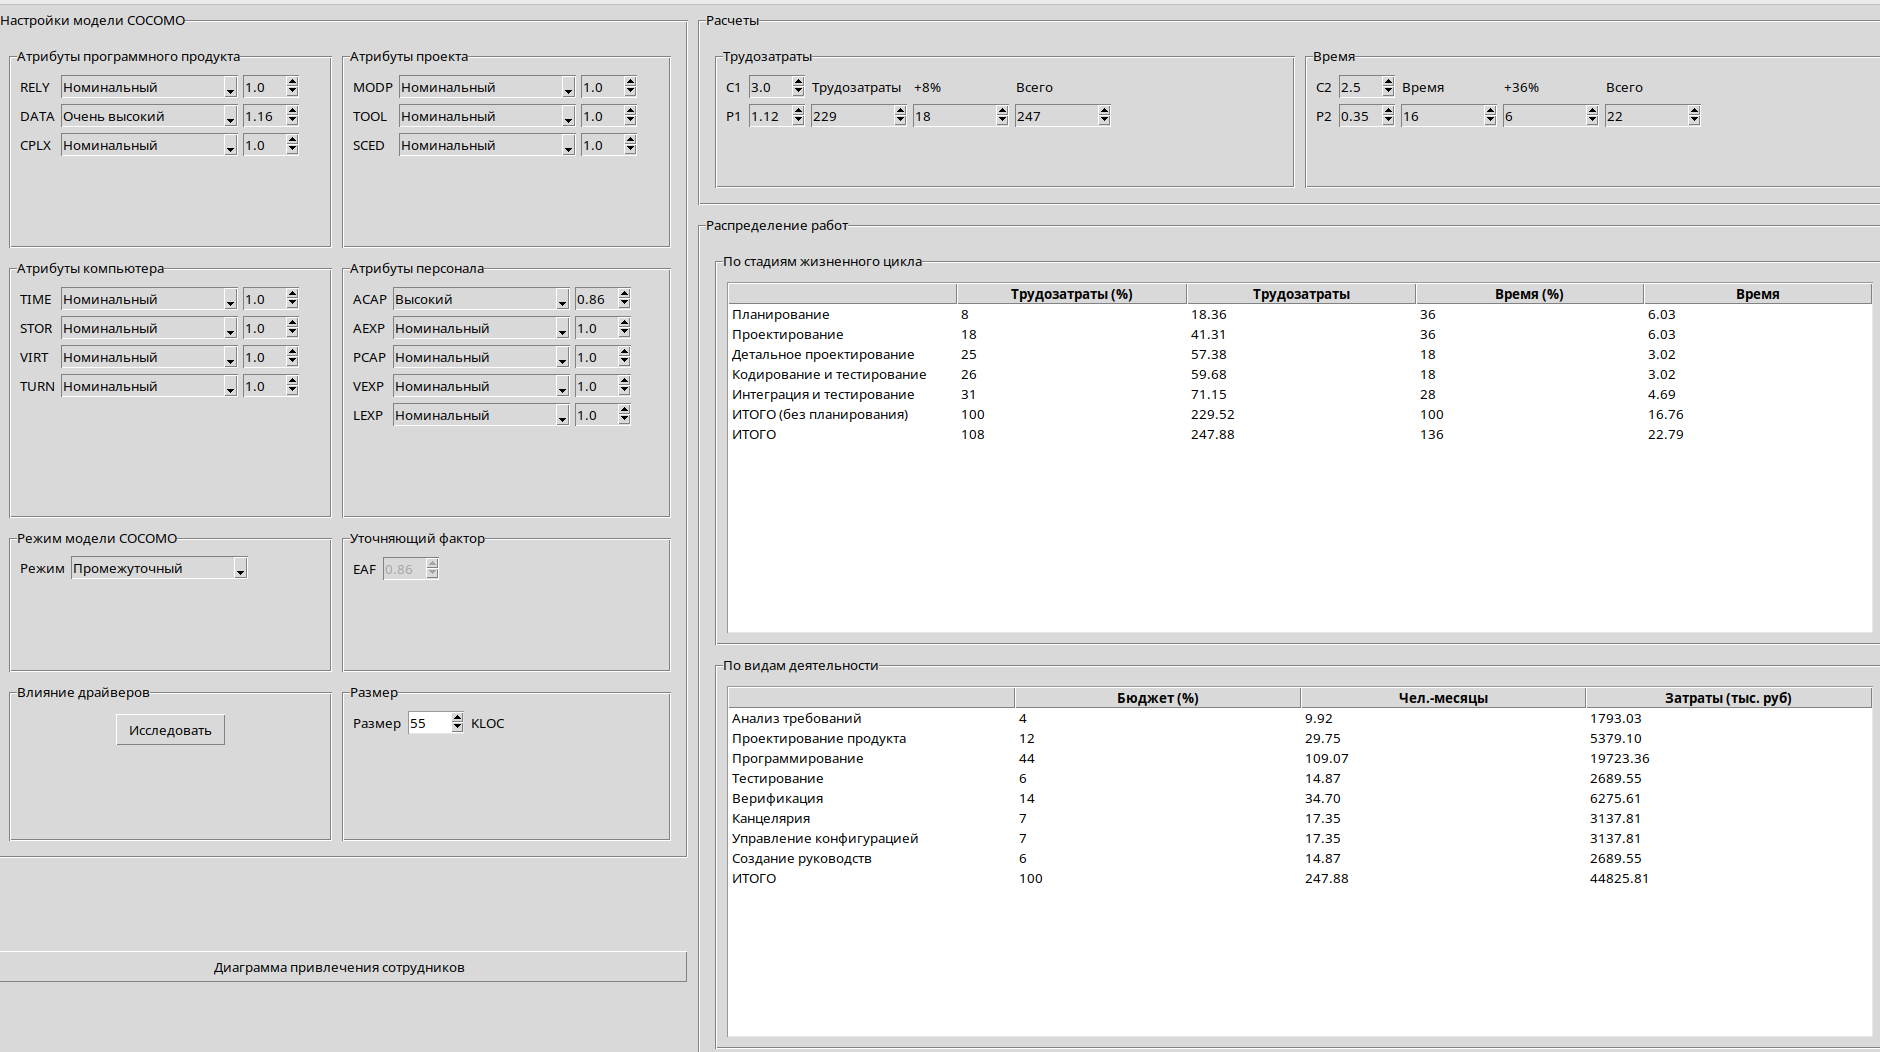 Настройки модели COCOMO
Атрибуты программного продукта
RELY Номинальный 1.0
DATA Очень высокий 1.16
CPLX Номинальный 1.0
Атрибуты проекта
MODP Номинальный 1.0
TOOL Номинальный 1.0
SCED Номинальный 1.0
Атрибуты компьютера
TIME Номинальный 1.0
STOR Номинальный 1.0
VIRT Номинальный 1.0
TURN Номинальный 1.0
Атрибуты персонала
ACAP Высокий 0.86
AEXP Номинальный 1.0
PCAP Номинальный 1.0
VEXP Номинальный 1.0
LEXP Номинальный 1.0
Режим модели COCOMO
Режим Промежуточный
Уточняющий фактор
EAF 0.86
Влияние драйверов
Исследовать
Размер
Размер 55 KLOC
Диаграмма привлечения сотрудников
Расчеты
Трудозатраты
C1 3.0 Трудозатраты +8% Всего
P1 1.12 229 18 247
Время
C2 2.5 Время +36% Всего
P2 0.35 16 6 22
Распределение работ
По стадиям жизненного цикла
Трудозатраты (%) Трудозатраты Время (%) Время
Планирование 8 18.36 36 6.03
Проектирование 18 41.31 36 6.03
Детальное проектирование 25 57.38 18 3.02
Кодирование и тестирование 26 59.68 18 3.02
Интеграция и тестирование 31 71.15 28 4.69
ИТОГО (без планирования) 100 229.52 100 16.76
ИТОГО 108 247.88 136 22.79
По видам деятельности
Бюджет (%) Чел.-месяцы Затраты (тыс. руб)
Анализ требований 4 9.92 1793.03
Проектирование продукта 12 29.75 5379.10
Программирование 44 109.07 19723.36
Тестирование 6 14.87 2689.55
Верификация 14 34.70 6275.61
Канцелярия 7 17.35 3137.81
Управление конфигурацией 7 17.35 3137.81
Создание руководств 6 14.87 2689.55
ИТОГО 100 247.88 44825.81